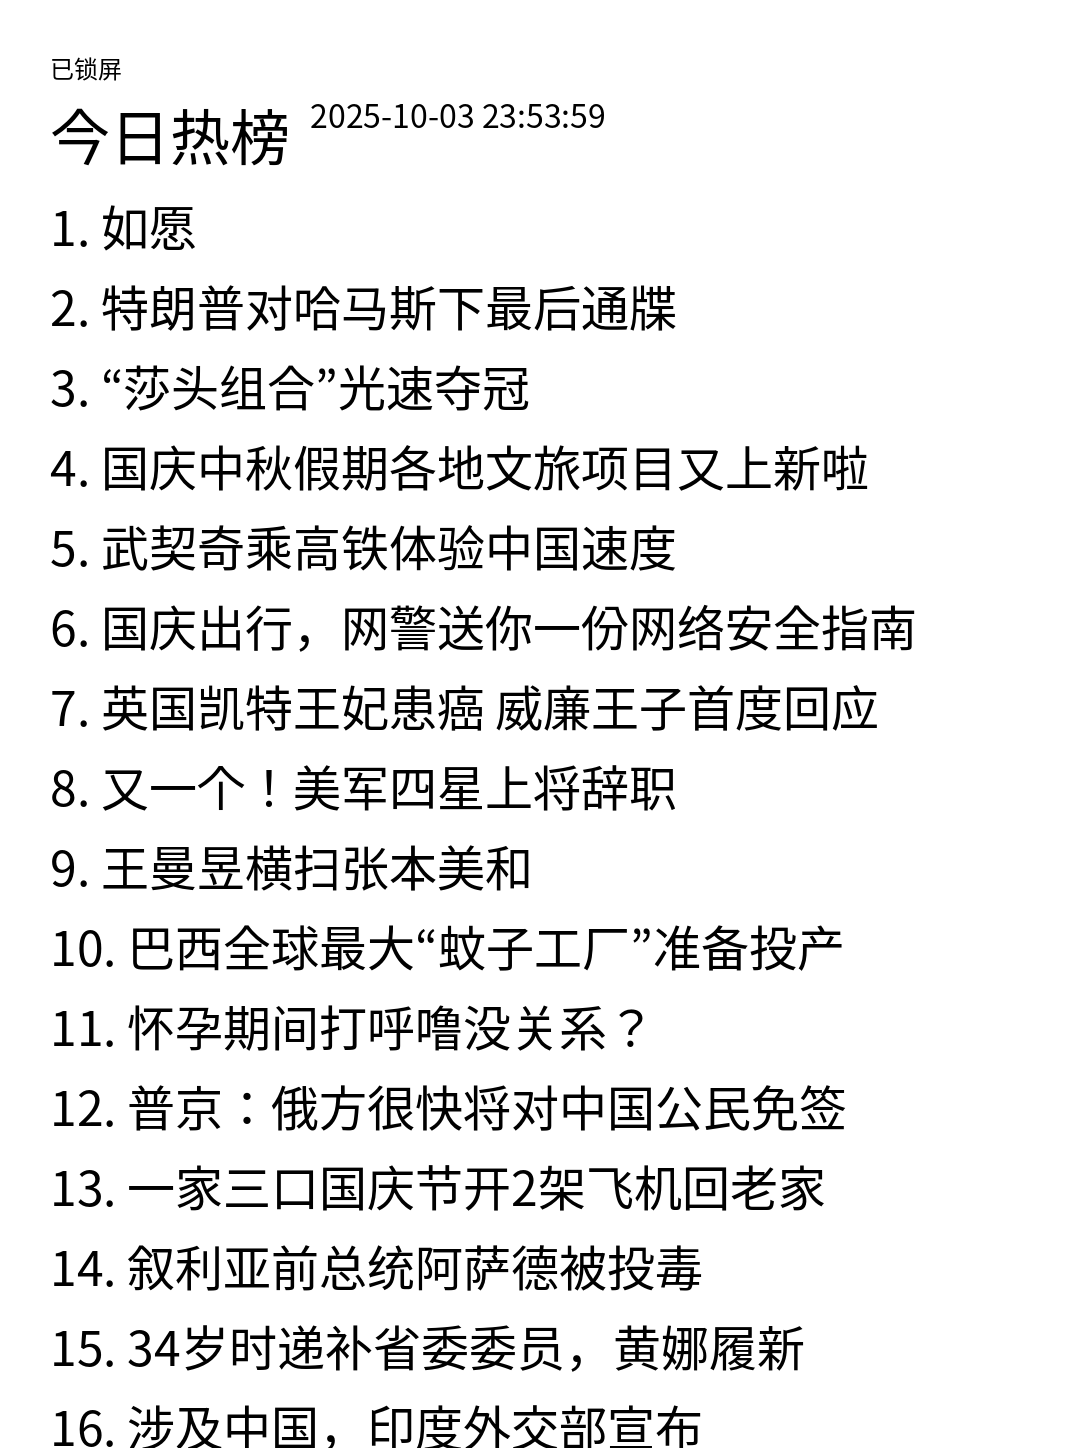 已锁屏
今日热榜 2025-10-03 23:53:59
1. 如愿
2. 特朗普对哈马斯下最后通牒
3. “莎头组合”光速夺冠
4. 国庆中秋假期各地文旅项目又上新啦
5. 武契奇乘高铁体验中国速度
6. 国庆出行，网警送你一份网络安全指南
7. 英国凯特王妃患癌 威廉王子首度回应
8. 又一个！美军四星上将辞职
9. 王曼昱横扫张本美和
10. 巴西全球最大“蚊子工厂”准备投产
11. 怀孕期间打呼噜没关系？
12. 普京：俄方很快将对中国公民免签
13. 一家三口国庆节开2架飞机回老家
14. 叙利亚前总统阿萨德被投毒
15. 34岁时递补省委委员，黄娜履新
16. 涉及中国，印度外交部宣布